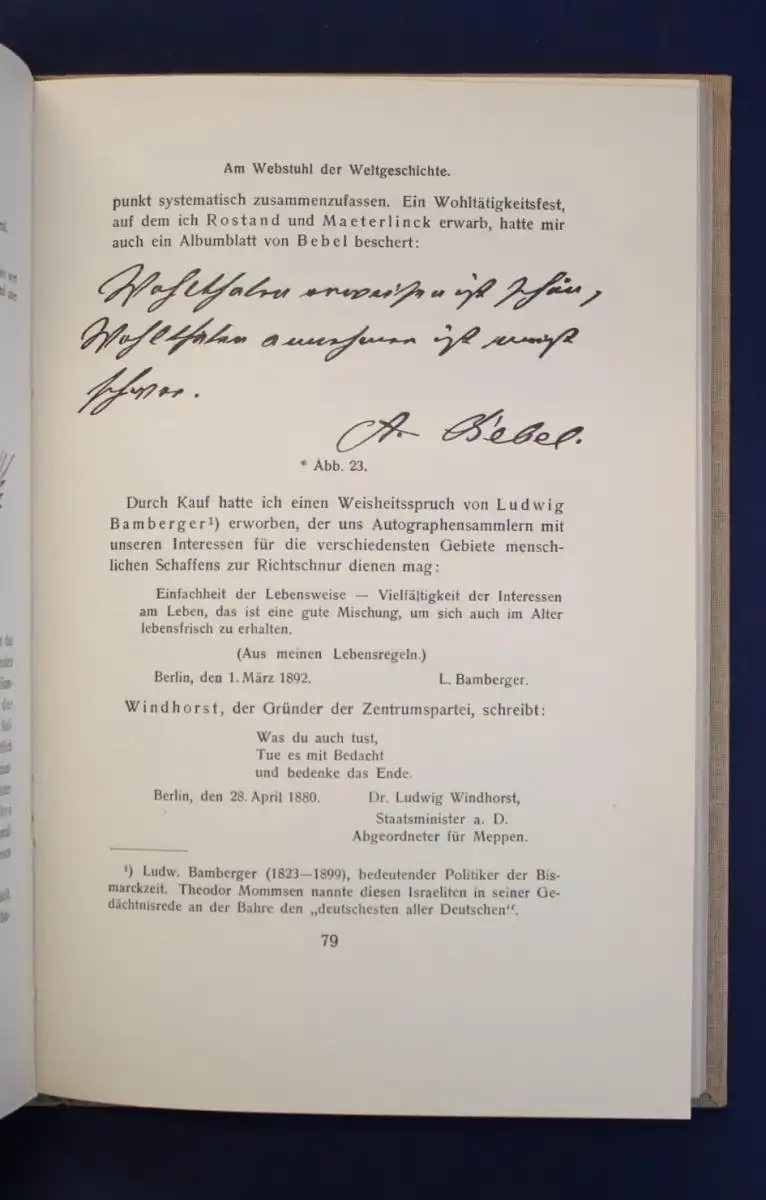 Am Webstuhl der Weltgeschichte.
punkt systematisch zusammenzufassen. Ein Wohltätigkeitsfest,
auf dem ich Rostand und Maeterlinck erwarb, hatte mir
auch ein Albumblatt von Bebel beschert:
Wohlthaten erweisen ist schön,
Wohlthaten annehmen ist meist
schwer.
A. Bebel.
* Abb. 23.
Durch Kauf hatte ich einen Weisheitsspruch von Ludwig
Bamberger¹) erworben, der uns Autographensammlern mit
unseren Interessen für die verschiedensten Gebiete mensch-
lichen Schaffens zur Richtschnur dienen mag:
Einfachheit der Lebensweise — Vielfältigkeit der Interessen
am Leben, das ist eine gute Mischung, um sich auch im Alter
lebensfrisch zu erhalten.
(Aus meinen Lebensregeln.)
Berlin, den 1. März 1892. L. Bamberger.
Windhorst, der Gründer der Zentrumspartei, schreibt:
Was du auch tust,
Tue es mit Bedacht
und bedenke das Ende.
Berlin, den 28. April 1880. Dr. Ludwig Windhorst,
Staatsminister a. D.
Abgeordneter für Meppen.
¹) Ludw. Bamberger (1823—1899), bedeutender Politiker der Bis-
marckzeit. Theodor Mommsen nannte diesen Israeliten in seiner Ge-
dächtnisrede an der Bahre den „deutschesten aller Deutschen“.
79